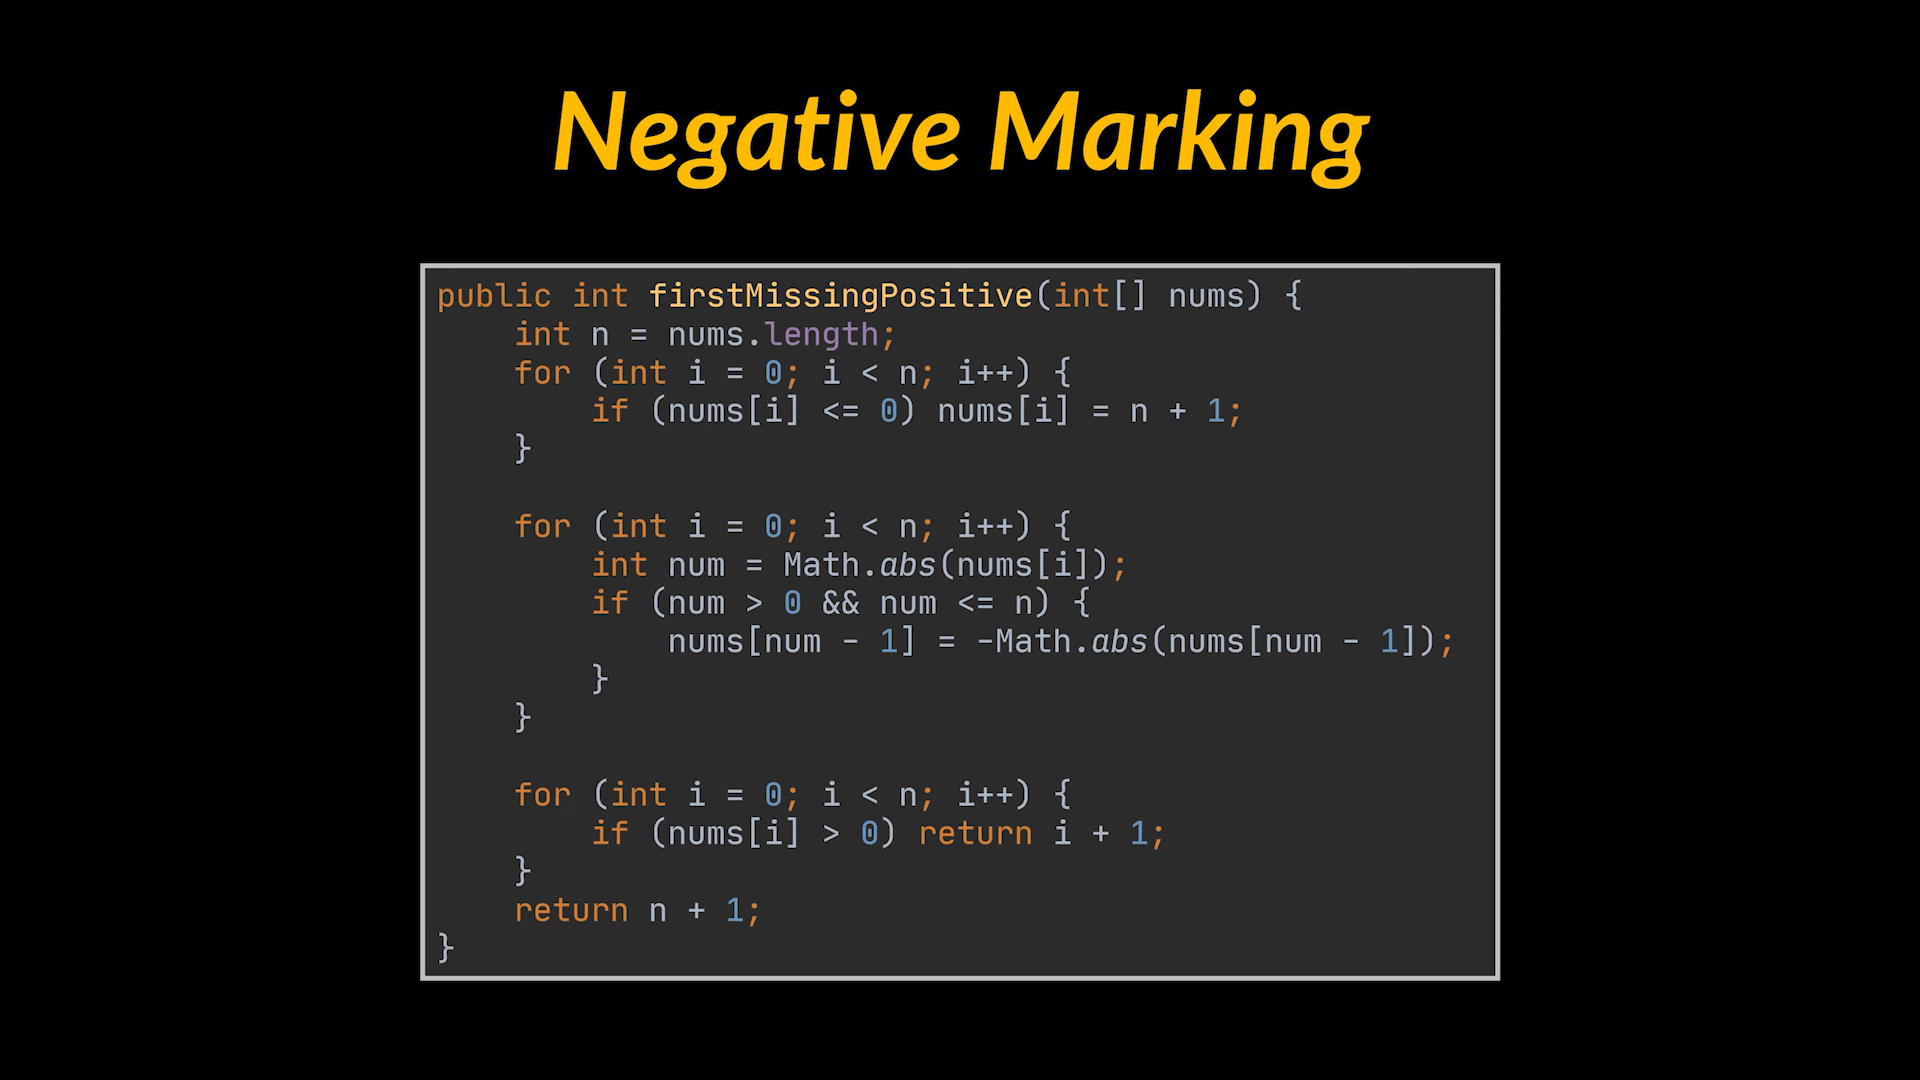 Negative Marking
public int firstMissingPositive(int[] nums) {
    int n = nums.length;
    for (int i = 0; i < n; i++) {
        if (nums[i] <= 0) nums[i] = n + 1;
    }

    for (int i = 0; i < n; i++) {
        int num = Math.abs(nums[i]);
        if (num > 0 && num <= n) {
            nums[num - 1] = -Math.abs(nums[num - 1]);
        }
    }

    for (int i = 0; i < n; i++) {
        if (nums[i] > 0) return i + 1;
    }
    return n + 1;
}